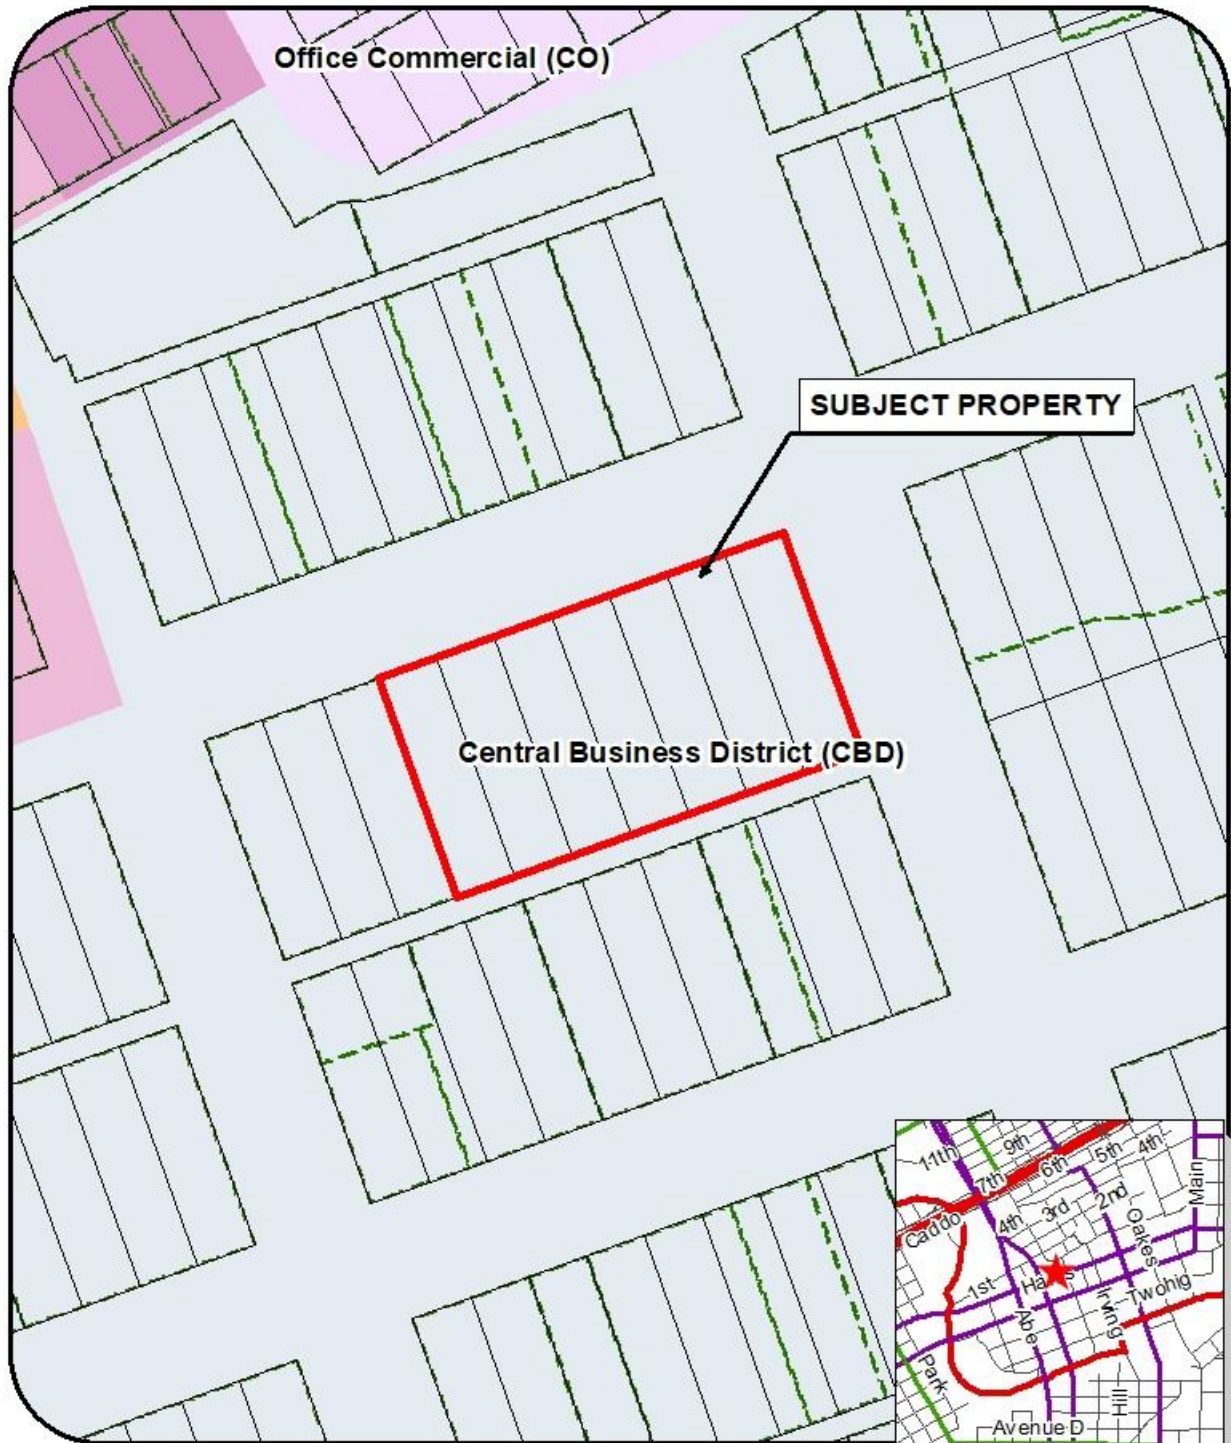 Office Commercial (CO)
SUBJECT PROPERTY
Central Business District (CBD)
11th
9th
5th
4th
7th
6th
Main
2nd
3rd
4th
Oakes
Caddo
1st
Twohig
Abe
Irving
Park
Hill
Avenue D